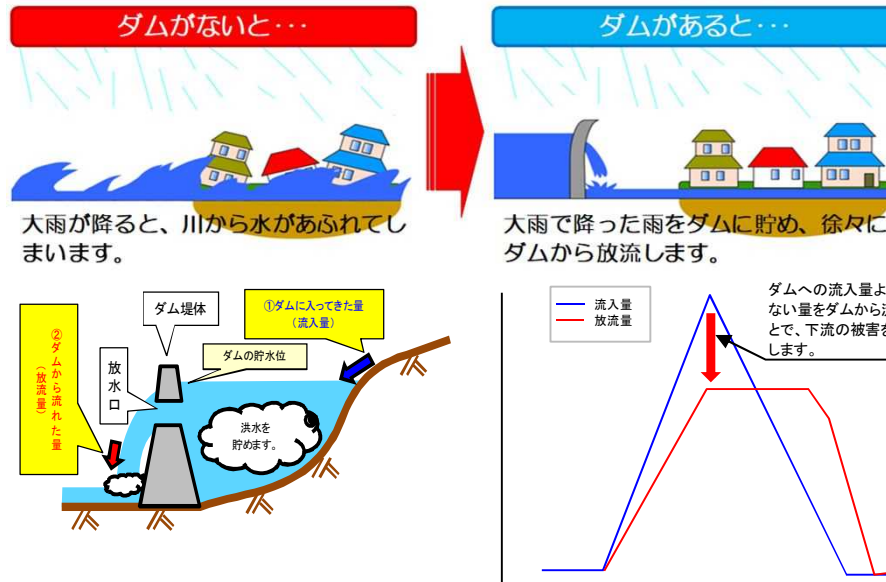 ダムがないと･･･
ダムがあると･･･
大雨が降ると、川から水があふれてし
まいます。
大雨で降った雨をダムに貯め、徐々に
ダムから放流します。
②ダムから流れた量
（放流量）
放水口
ダム堤体
①ダムに入ってきた量
（流入量）
ダムの貯水位
洪水を
貯めます。
流入量
放流量
ダムへの流入量よ
ない量をダムから
とで、下流の被害を
します。